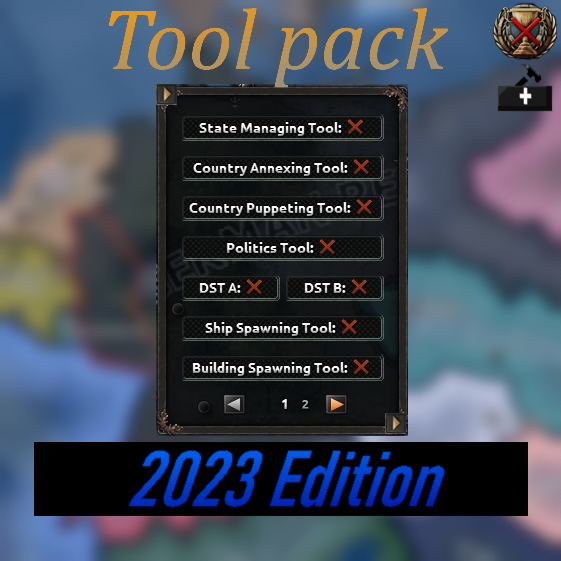 Tool pack
State Managing Tool:
Country Annexing Tool:
Country Puppeting Tool:
Politics Tool:
DST A: DST B:
Ship Spawning Tool:
Building Spawning Tool:
1 2
2023 Edition